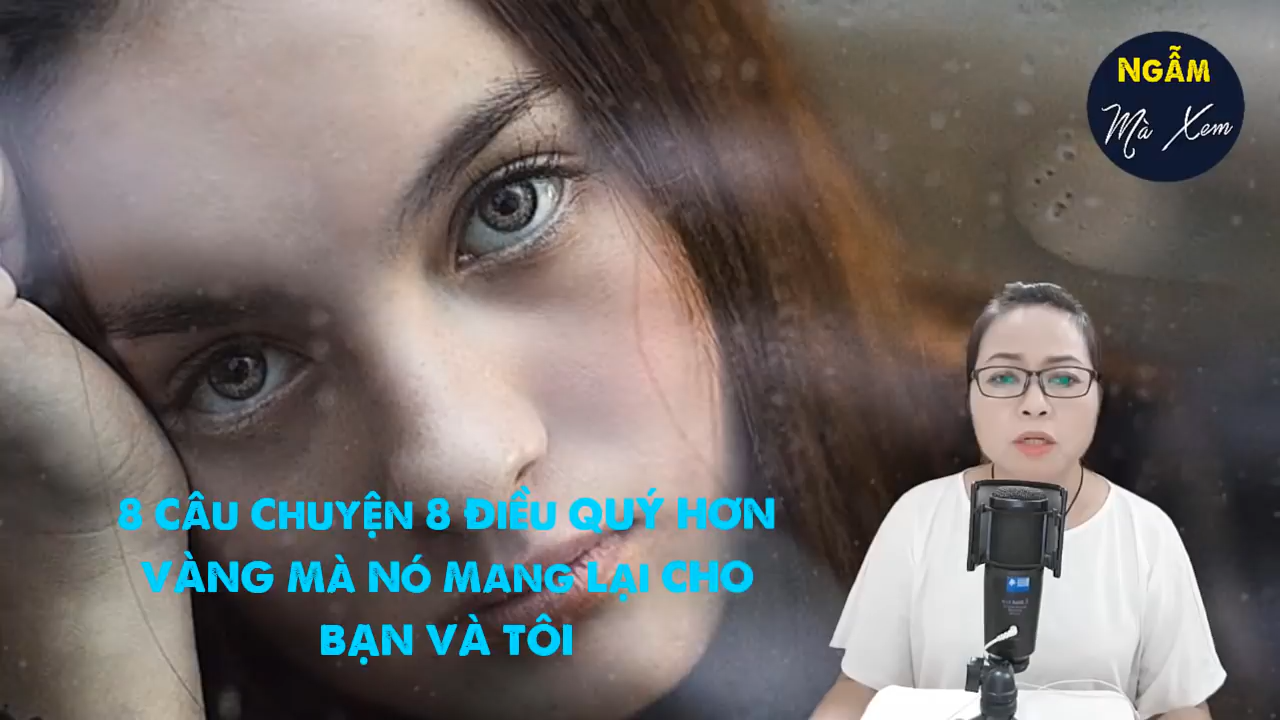 NGẪM
Mà Xem
8 CÂU CHUYỆN 8 ĐIỀU QUÝ HƠN
VÀNG MÀ NÓ MANG LẠI CHO
BẠN VÀ TÔI